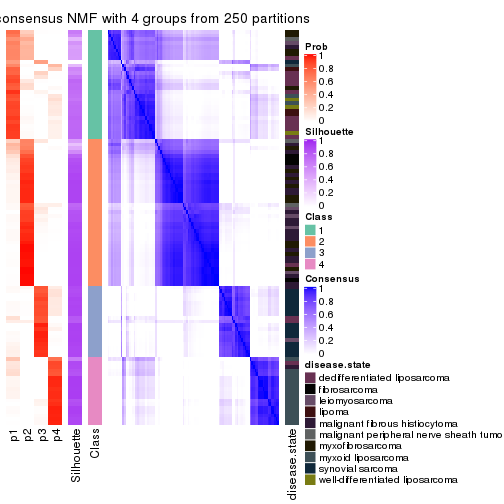 consensus NMF with 4 groups from 250 partitions
Prob
1
0.8
0.6
0.4
0.2
0
Silhouette
1
0.8
0.6
0.4
0.2
0
Class
1
2
3
4
Consensus
1
0.8
0.6
0.4
0.2
0
disease.state
dedifferentiated liposarcoma
fibrosarcoma
leiomyosarcoma
lipoma
malignant fibrous histiocytoma
malignant peripheral nerve sheath tumo
myxofibrosarcoma
myxoid liposarcoma
synovial sarcoma
well-differentiated liposarcoma
p1
p2
p3
p4
Silhouette
Class
disease.state